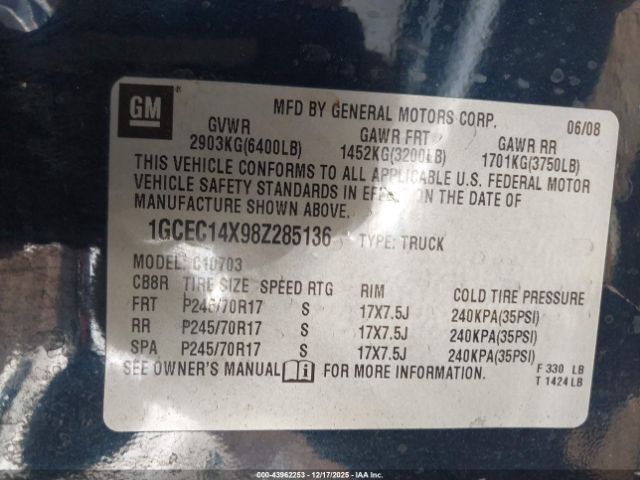 GM
MFD BY GENERAL MOTORS CORP. 06/08
GVWR GAWR FRT GAWR RR
2903KG(6400LB) 1452KG(3200LB) 1701KG(3750LB)
THIS VEHICLE CONFORMS TO ALL APPLICABLE U.S. FEDERAL MOTOR
VEHICLE SAFETY STANDARDS IN EFFECT ON THE DATE OF
MANUFACTURE SHOWN ABOVE.
1GCEC14X98Z285136 TYPE: TRUCK
MODEL: C10703
CB8R TIRE SIZE SPEED RTG RIM COLD TIRE PRESSURE
FRT P245/70R17 S 17X7.5J 240KPA(35PSI)
RR P245/70R17 S 17X7.5J 240KPA(35PSI)
SPA P245/70R17 S 17X7.5J 240KPA(35PSI)
SEE OWNER'S MANUAL FOR MORE INFORMATION. F 330 LB
T 1424 LB
000-43962253 | 12/17/2025 | IAA Inc.